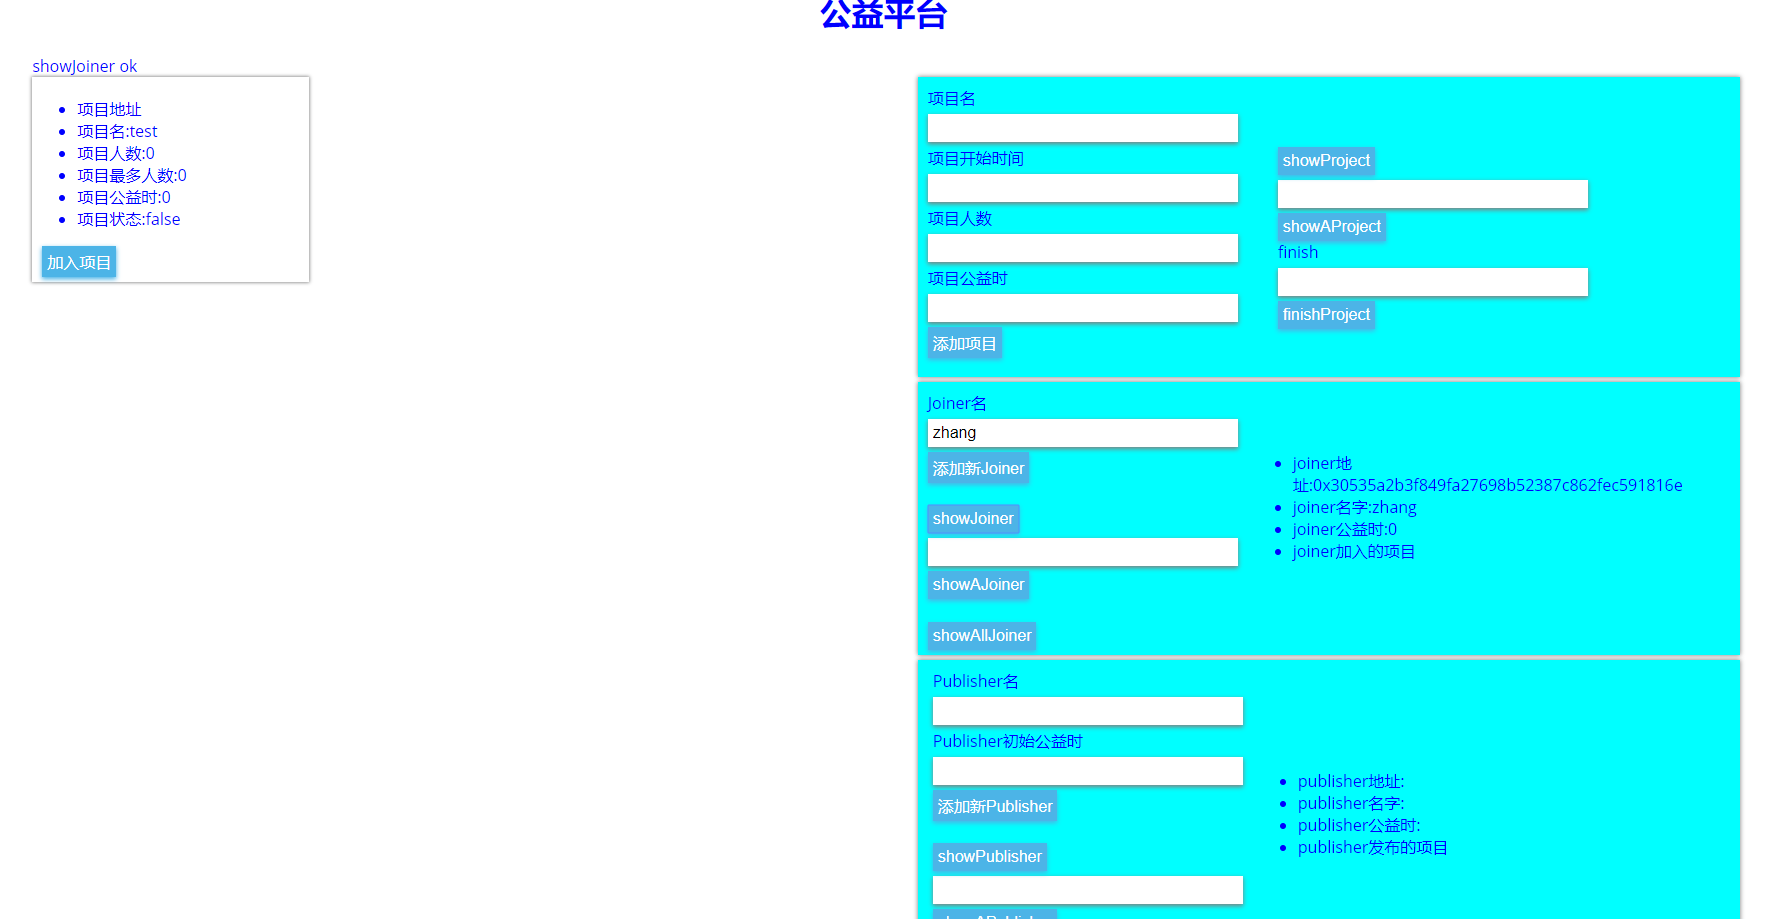 公益平台
showJoiner ok
项目地址
项目名:test
项目人数:0
项目最多人数:0
项目公益时:0
项目状态:false
加入项目
项目名
项目开始时间
项目人数
项目公益时
添加项目
showProject
showAProject
finish
finishProject
Joiner名
zhang
添加新Joiner
showJoiner
showAJoiner
showAllJoiner
joiner地
址:0x30535a2b3f849fa27698b52387c862fec591816e
joiner名字:zhang
joiner公益时:0
joiner加入的项目
Publisher名
Publisher初始公益时
添加新Publisher
showPublisher
publisher地址:
publisher名字:
publisher公益时:
publisher发布的项目